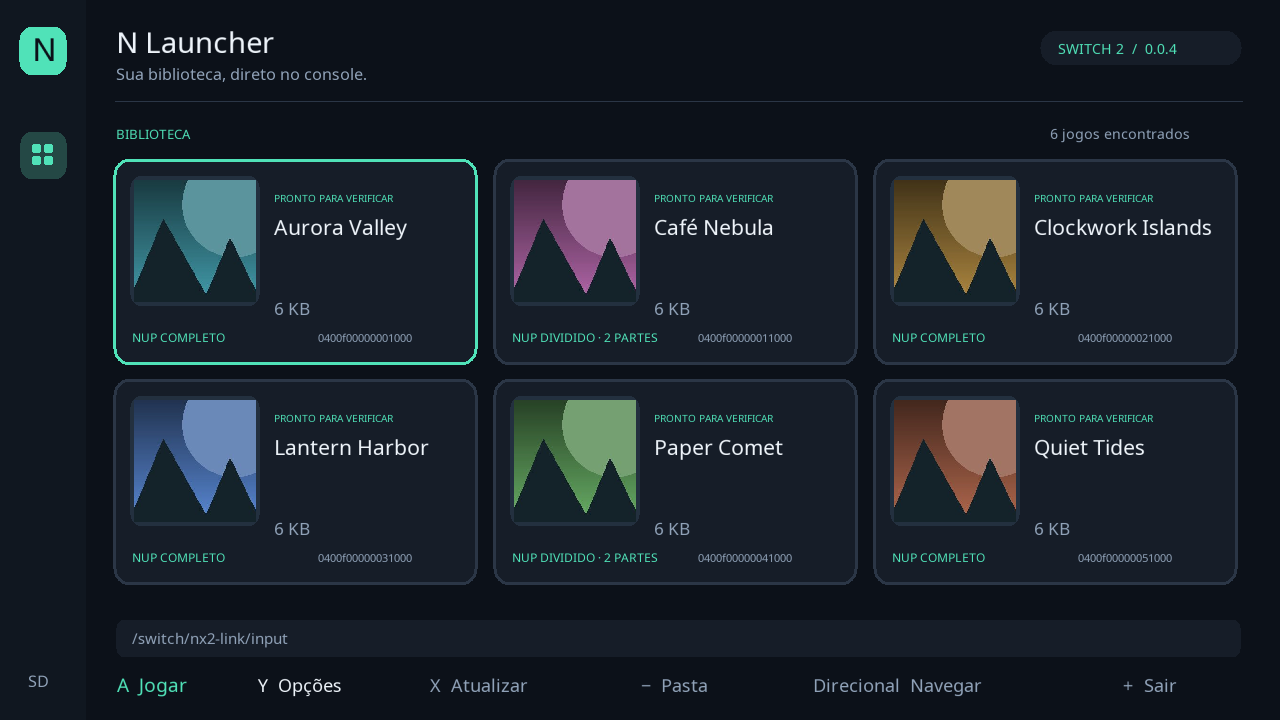 N
N Launcher
Sua biblioteca, direto no console.
SWITCH 2 / 0.0.4
BIBLIOTECA
6 jogos encontrados
PRONTO PARA VERIFICAR
Aurora Valley
6 KB
NUP COMPLETO
0400f00000001000
PRONTO PARA VERIFICAR
Café Nebula
6 KB
NUP DIVIDIDO · 2 PARTES
0400f00000011000
PRONTO PARA VERIFICAR
Clockwork Islands
6 KB
NUP COMPLETO
0400f00000021000
PRONTO PARA VERIFICAR
Lantern Harbor
6 KB
NUP COMPLETO
0400f00000031000
PRONTO PARA VERIFICAR
Paper Comet
6 KB
NUP DIVIDIDO · 2 PARTES
0400f00000041000
PRONTO PARA VERIFICAR
Quiet Tides
6 KB
NUP COMPLETO
0400f00000051000
/switch/nx2-link/input
SD
A Jogar
Y Opções
X Atualizar
− Pasta
Direcional Navegar
+ Sair